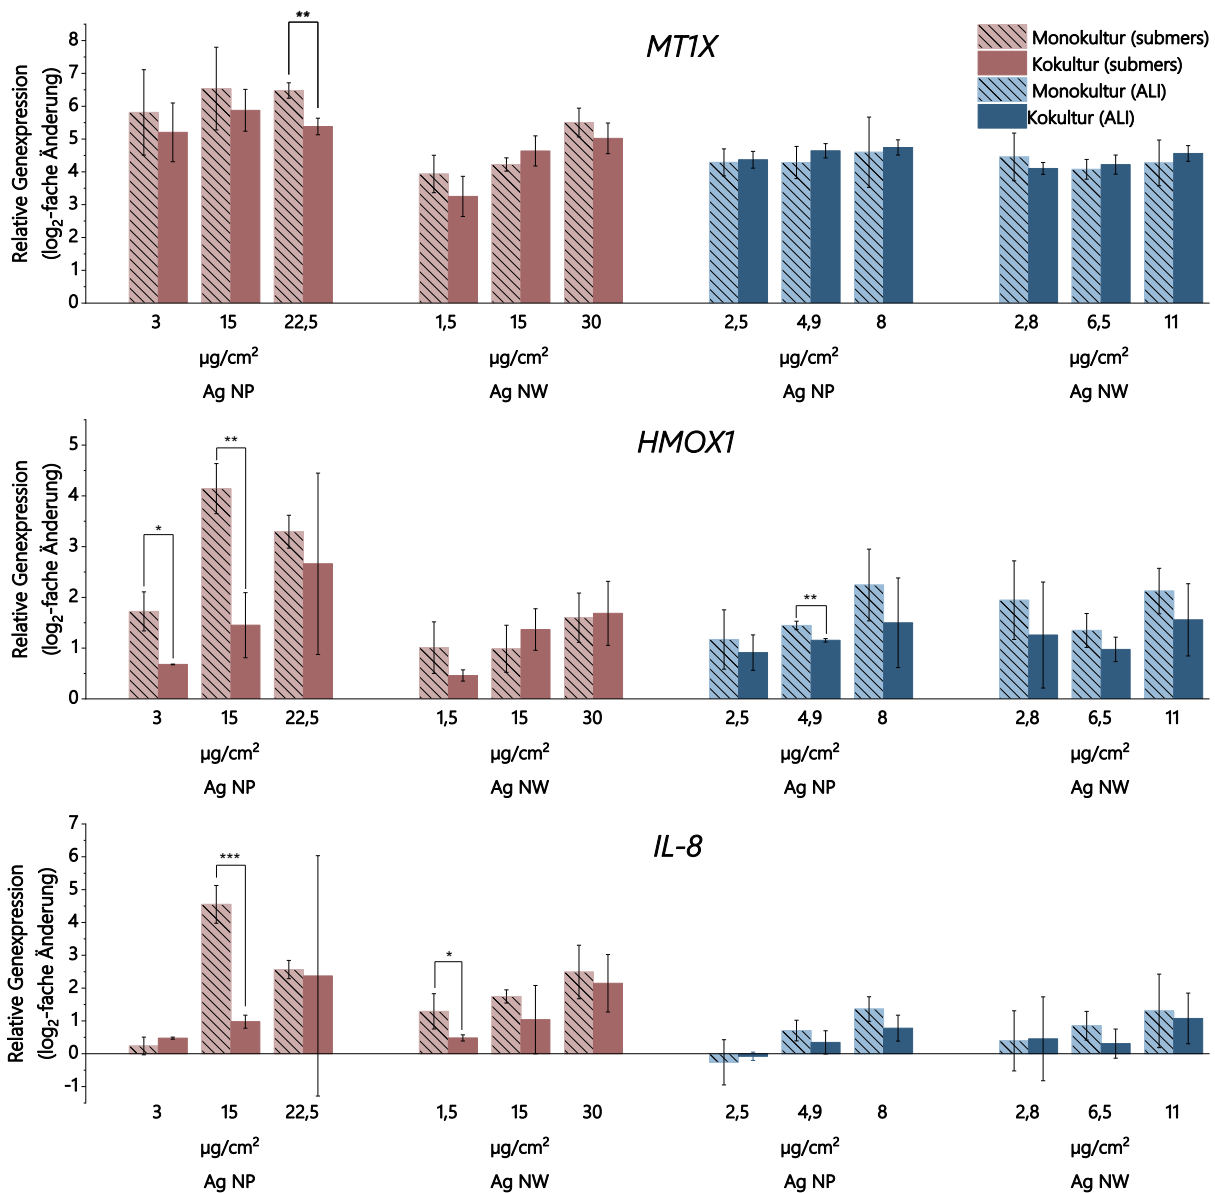 MT1X
Monokultur (submers)
Kokultur (submers)
Monokultur (ALI)
Kokultur (ALI)
Relative Genexpression
(log₂-fache Änderung)
8
7
6
5
4
3
2
1
0
**
3 15 22,5 1,5 15 30 2,5 4,9 8 2,8 6,5 11
µg/cm² µg/cm² µg/cm² µg/cm²
Ag NP Ag NW Ag NP Ag NW
HMOX1
Relative Genexpression
(log₂-fache Änderung)
5
4
3
2
1
0
*
**
**
3 15 22,5 1,5 15 30 2,5 4,9 8 2,8 6,5 11
µg/cm² µg/cm² µg/cm² µg/cm²
Ag NP Ag NW Ag NP Ag NW
IL-8
Relative Genexpression
(log₂-fache Änderung)
7
6
5
4
3
2
1
0
-1
***
*
3 15 22,5 1,5 15 30 2,5 4,9 8 2,8 6,5 11
µg/cm² µg/cm² µg/cm² µg/cm²
Ag NP Ag NW Ag NP Ag NW